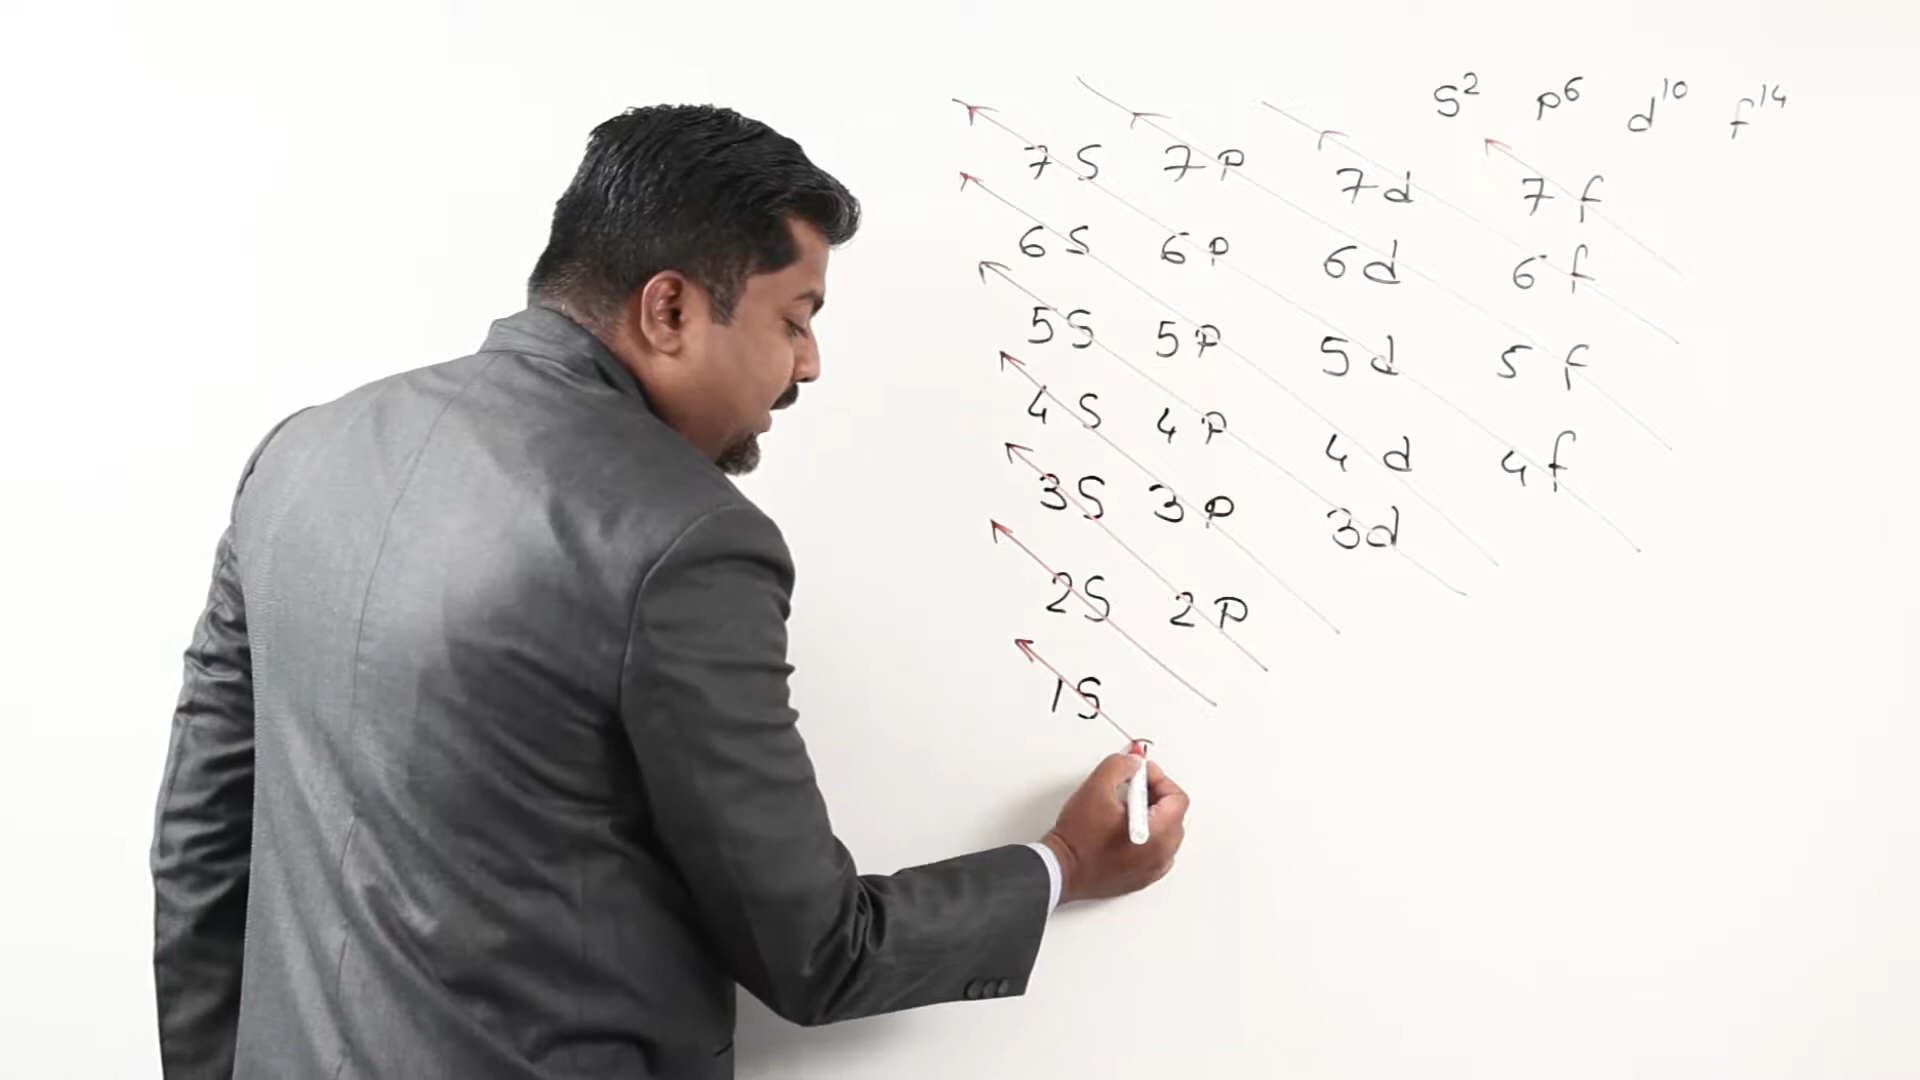 S² P⁶ d¹⁰ f¹⁴
7S 7P 7d 7f
6S 6P 6d 6f
5S 5P 5d 5f
4S 4P 4d 4f
3S 3P 3d
2S 2P
1S